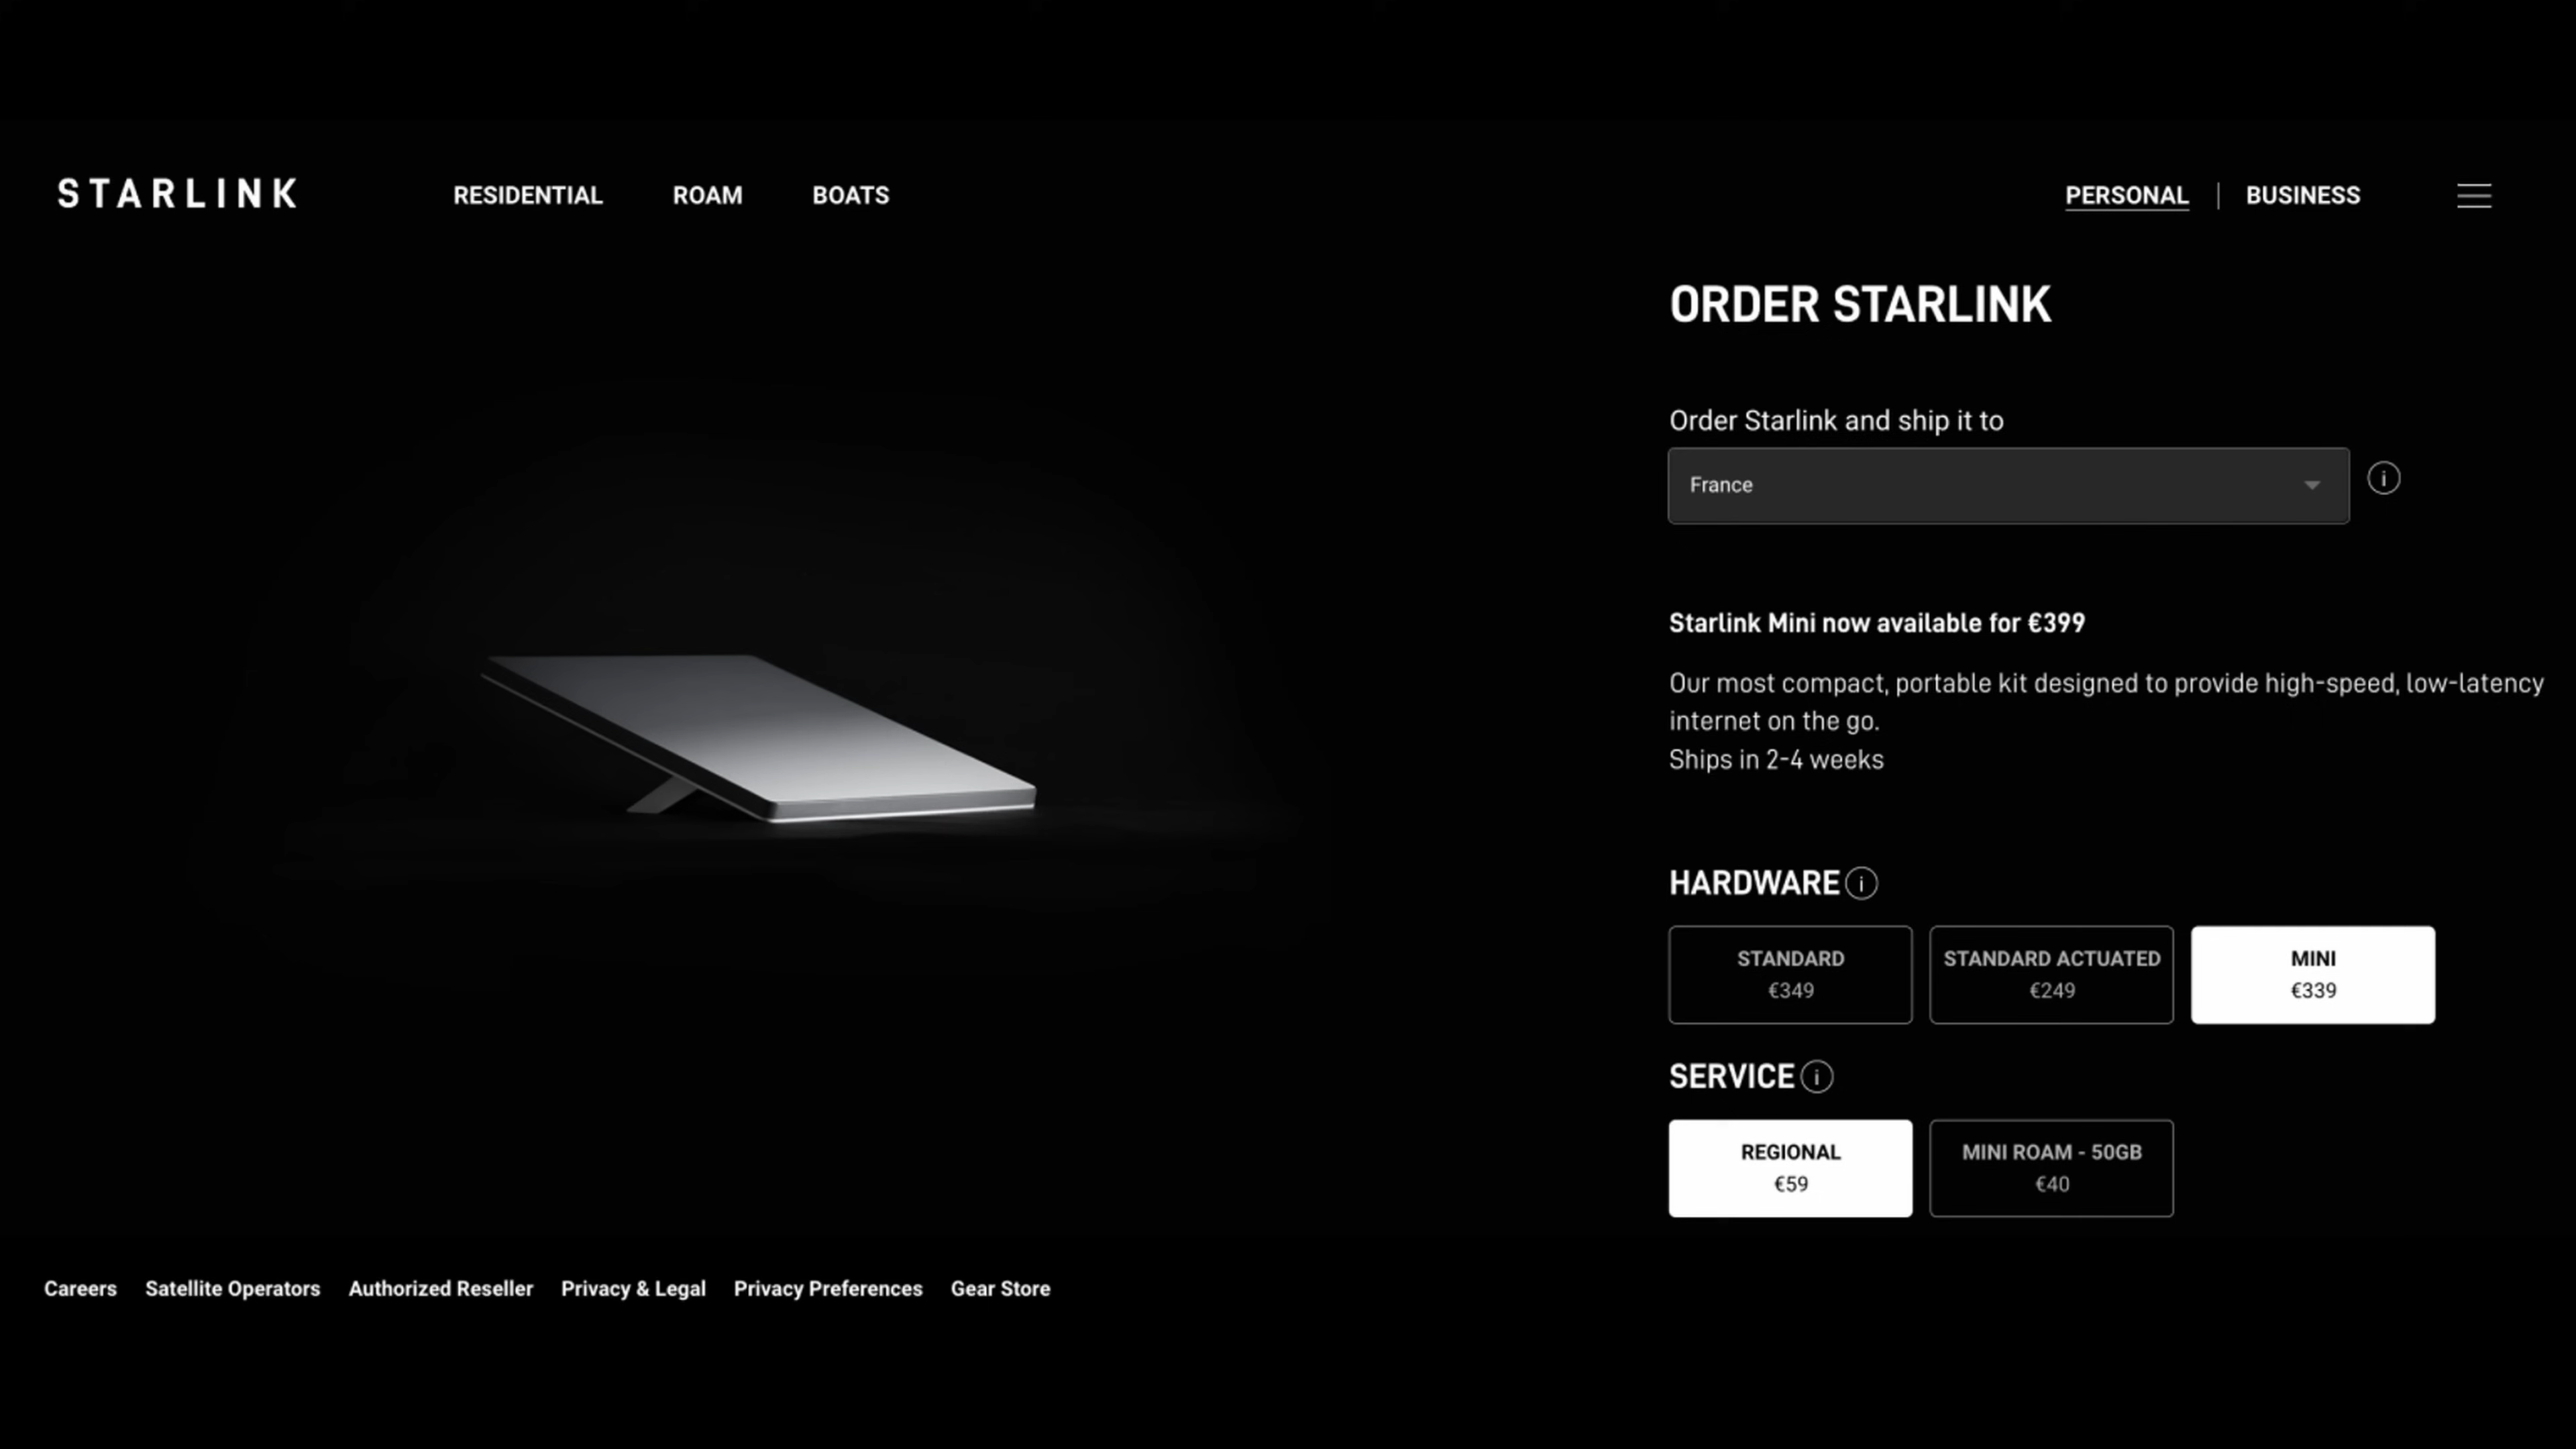 STARLINK
RESIDENTIAL
ROAM
BOATS
PERSONAL
BUSINESS
ORDER STARLINK
Order Starlink and ship it to
France
Starlink Mini now available for €399
Our most compact, portable kit designed to provide high-speed, low-latency
internet on the go.
Ships in 2-4 weeks
HARDWARE
STANDARD
€349
STANDARD ACTUATED
€249
MINI
€339
SERVICE
REGIONAL
€59
MINI ROAM - 50GB
€40
Careers
Satellite Operators
Authorized Reseller
Privacy & Legal
Privacy Preferences
Gear Store